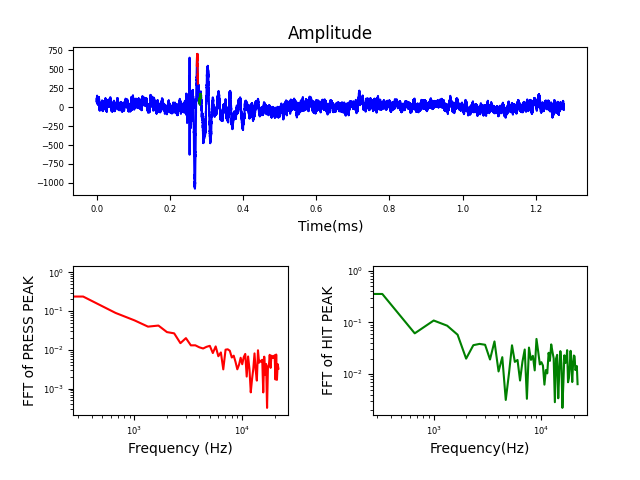 Amplitude
750
500
250
0
−250
−500
−750
−1000
0.0 0.2 0.4 0.6 0.8 1.0 1.2
Time(ms)
FFT of PRESS PEAK
10⁰
10⁻¹
10⁻²
10⁻³
10³ 10⁴
Frequency (Hz)
FFT of HIT PEAK
10⁰
10⁻¹
10⁻²
10³ 10⁴
Frequency(Hz)